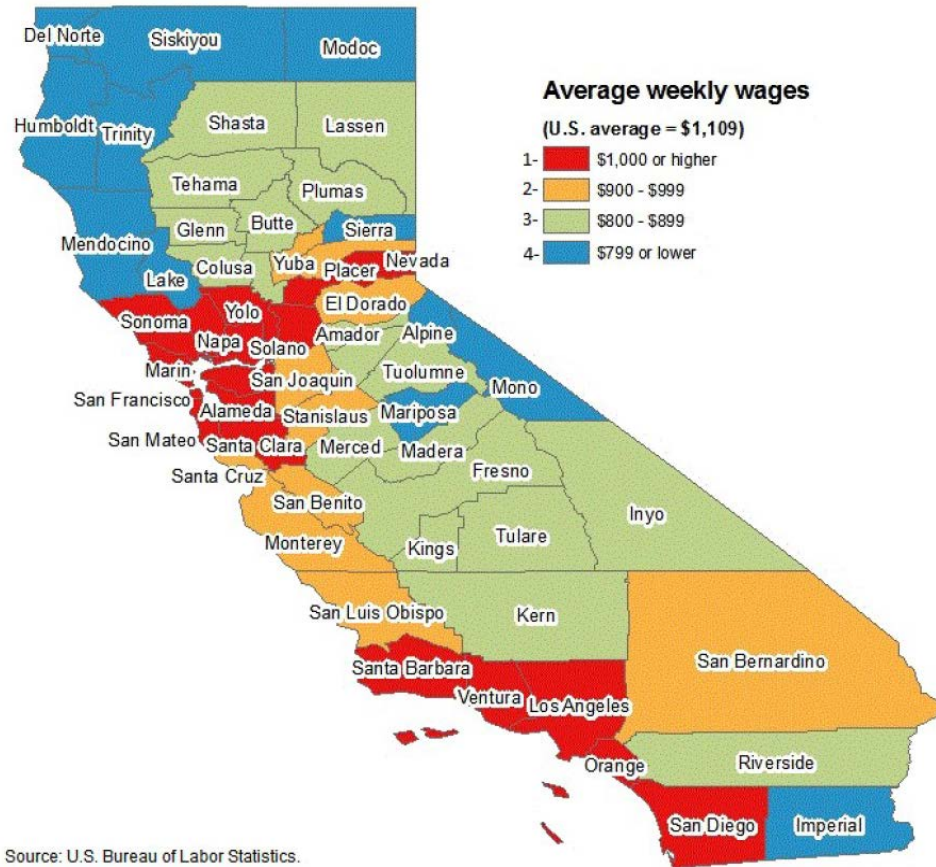 Del Norte
Siskiyou
Modoc
Average weekly wages
(U.S. average = $1,109)
1- $1,000 or higher
2- $900 - $999
3- $800 - $899
4- $799 or lower
Humboldt
Trinity
Shasta
Lassen
Tehama
Plumas
Glenn
Butte
Sierra
Mendocino
Colusa
Yuba
Placer
Nevada
Lake
El Dorado
Sonoma
Yolo
Napa
Solano
Amador
Alpine
Marin
San Joaquin
Tuolumne
Mono
San Francisco
Alameda
Stanislaus
Mariposa
San Mateo
Santa Clara
Merced
Madera
Santa Cruz
Fresno
San Benito
Inyo
Monterey
Kings
Tulare
San Luis Obispo
Kern
San Bernardino
Santa Barbara
Ventura
Los Angeles
Orange
Riverside
San Diego
Imperial
Source: U.S. Bureau of Labor Statistics.